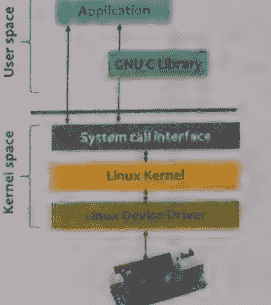 User space
Application
GNU C Library
Kernel space
System call interface
Linux Kernel
Linux Device Driver